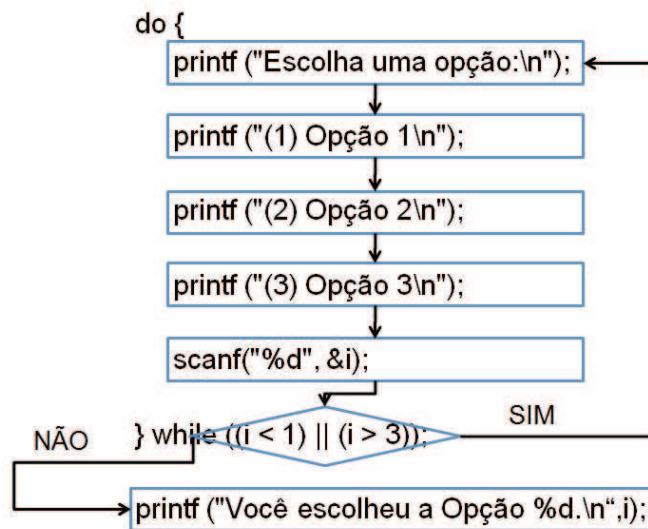 do {
printf ("Escolha uma opção:\n");
printf ("(1) Opção 1\n");
printf ("(2) Opção 2\n");
printf ("(3) Opção 3\n");
scanf("%d", &i);
SIM
NÃO
} while ((i < 1) || (i > 3));
printf ("Você escolheu a Opção %d.\n“,i);